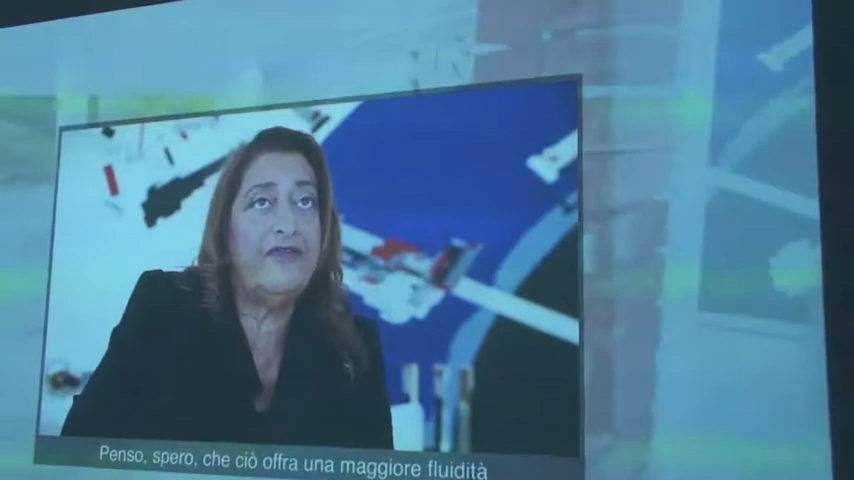 Penso, spero, che ciò offra una maggiore fluidità